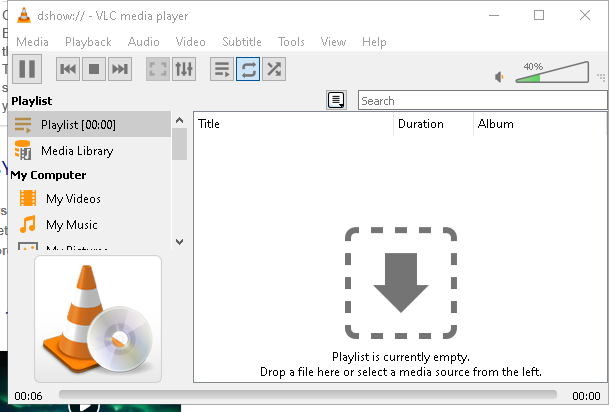 dshow:// - VLC media player
Media Playback Audio Video Subtitle Tools View Help
40%
Playlist
Search
Playlist [00:00]
Media Library
My Computer
My Videos
My Music
My Pictures
Title Duration Album
Playlist is currently empty.
Drop a file here or select a media source from the left.
00:06
00:00